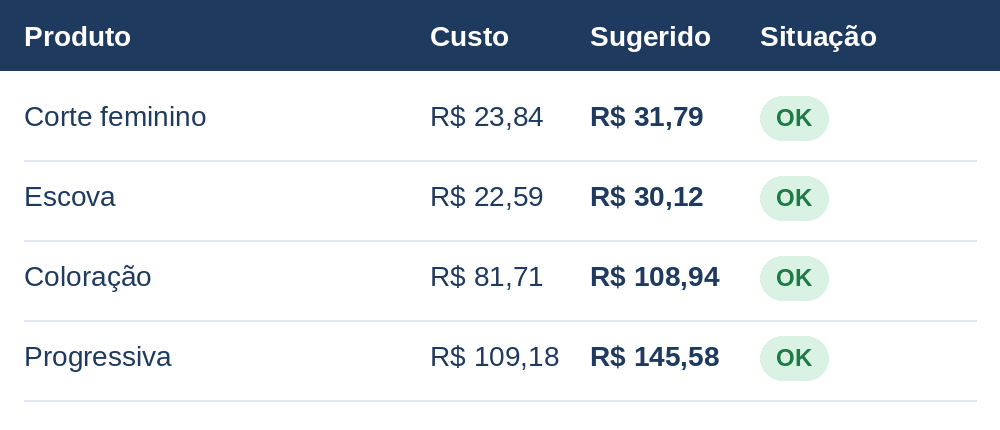 Produto Custo Sugerido Situação
Corte feminino R$ 23,84 R$ 31,79 OK
Escova R$ 22,59 R$ 30,12 OK
Coloração R$ 81,71 R$ 108,94 OK
Progressiva R$ 109,18 R$ 145,58 OK